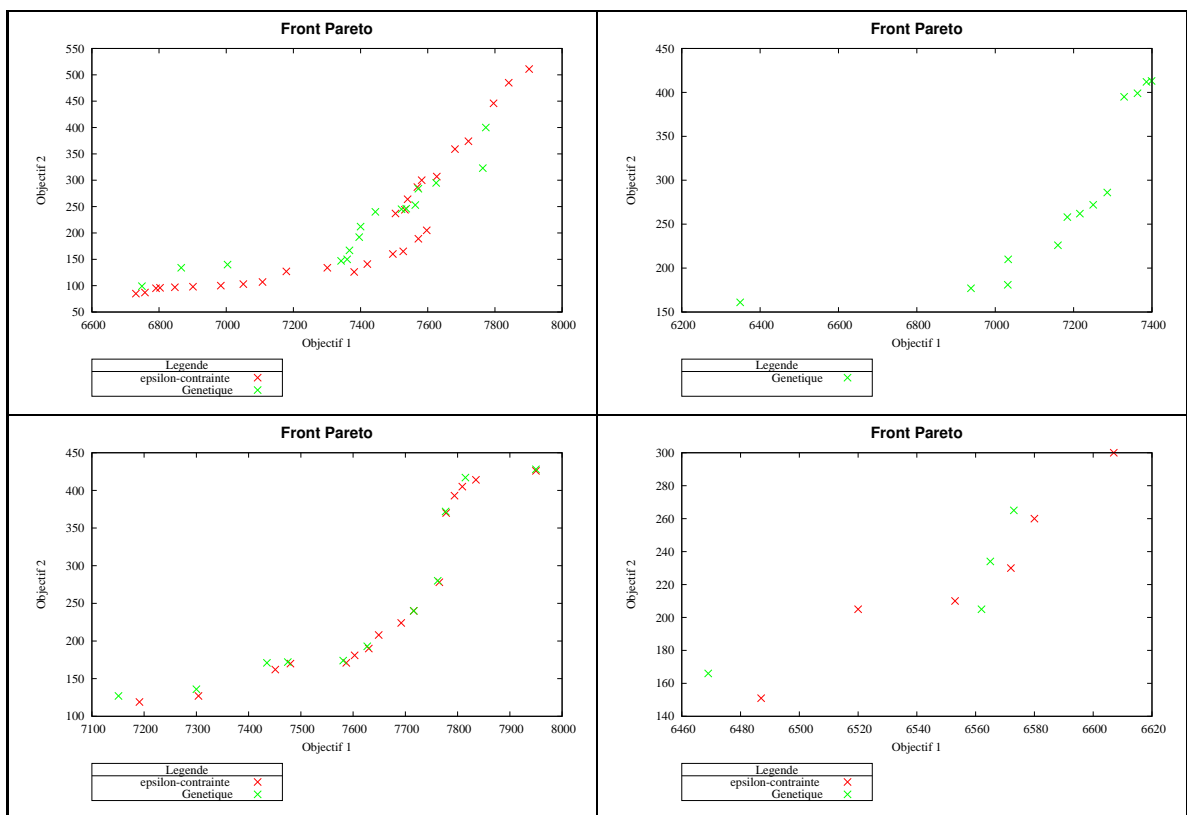 Front Pareto
550
500
450
400
350
300
250
200
150
100
50
Objectif 2
6600 6800 7000 7200 7400 7600 7800 8000
Objectif 1
Legende
epsilon-contrainte
Genetique
Front Pareto
450
400
350
300
250
200
150
Objectif 2
6200 6400 6600 6800 7000 7200 7400
Objectif 1
Legende
Genetique
Front Pareto
450
400
350
300
250
200
150
100
Objectif 2
7100 7200 7300 7400 7500 7600 7700 7800 7900 8000
Objectif 1
Legende
epsilon-contrainte
Genetique
Front Pareto
300
280
260
240
220
200
180
160
140
Objectif 2
6460 6480 6500 6520 6540 6560 6580 6600 6620
Objectif 1
Legende
epsilon-contrainte
Genetique